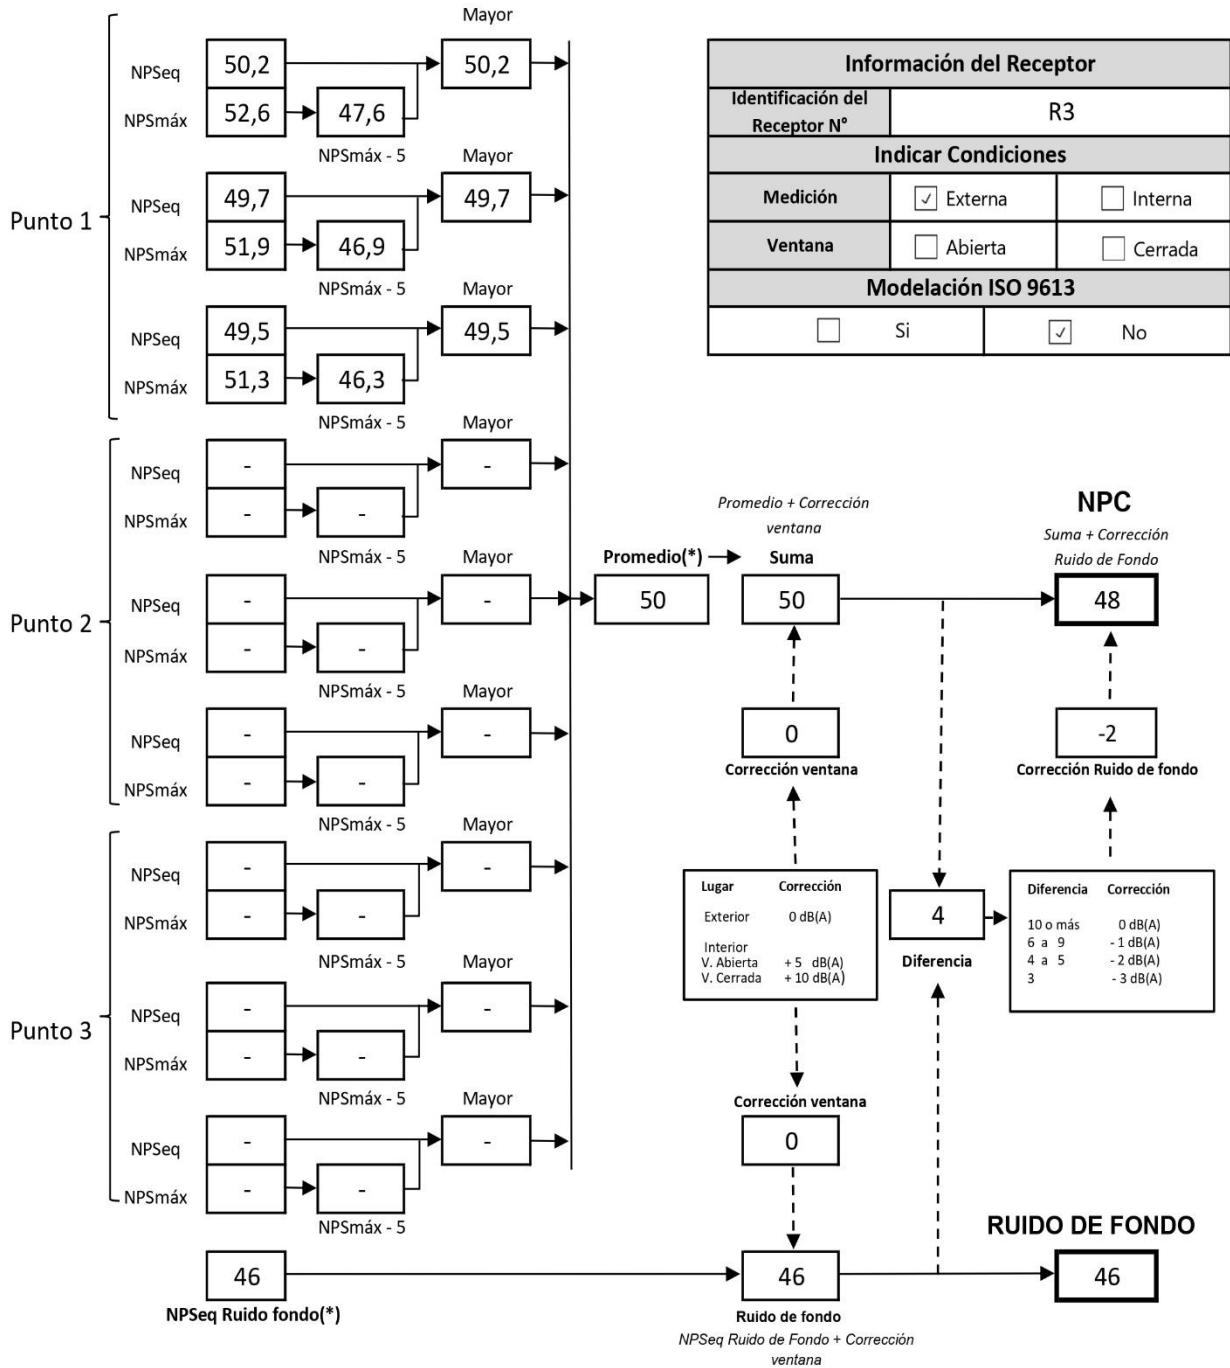 Mayor
NPSeq 50,2 50,2
NPSmáx 52,6 47,6
NPSmáx - 5
Mayor
Punto 1
NPSeq 49,7 49,7
NPSmáx 51,9 46,9
NPSmáx - 5
Mayor
NPSeq 49,5 49,5
NPSmáx 51,3 46,3
NPSmáx - 5
Información del Receptor
Identificación del Receptor N° R3
Indicar Condiciones
Medición ✓ Externa Interna
Ventana Abierta Cerrada
Modelación ISO 9613
Si ✓ No
Mayor
NPSeq - -
NPSmáx - -
NPSmáx - 5
Mayor
Punto 2
NPSeq - -
NPSmáx - -
NPSmáx - 5
Mayor
NPSeq - -
NPSmáx - -
NPSmáx - 5
Mayor
NPSeq - -
NPSmáx - -
NPSmáx - 5
Mayor
Punto 3
NPSeq - -
NPSmáx - -
NPSmáx - 5
Mayor
NPSeq - -
NPSmáx - -
NPSmáx - 5
Promedio(*)
50
Promedio + Corrección
ventana
Suma
50
0
Corrección ventana
NPC
Suma + Corrección
Ruido de Fondo
48
-2
Corrección Ruido de fondo
Lugar Corrección
Exterior 0 dB(A)
Interior
V. Abierta + 5 dB(A)
V. Cerrada + 10 dB(A)
4
Diferencia
Diferencia Corrección
10 o más 0 dB(A)
6 a 9 - 1 dB(A)
4 a 5 - 2 dB(A)
3 - 3 dB(A)
Corrección ventana
0
46
NPSeq Ruido fondo(*)
46
Ruido de fondo
NPSeq Ruido de Fondo + Corrección
ventana
RUIDO DE FONDO
46